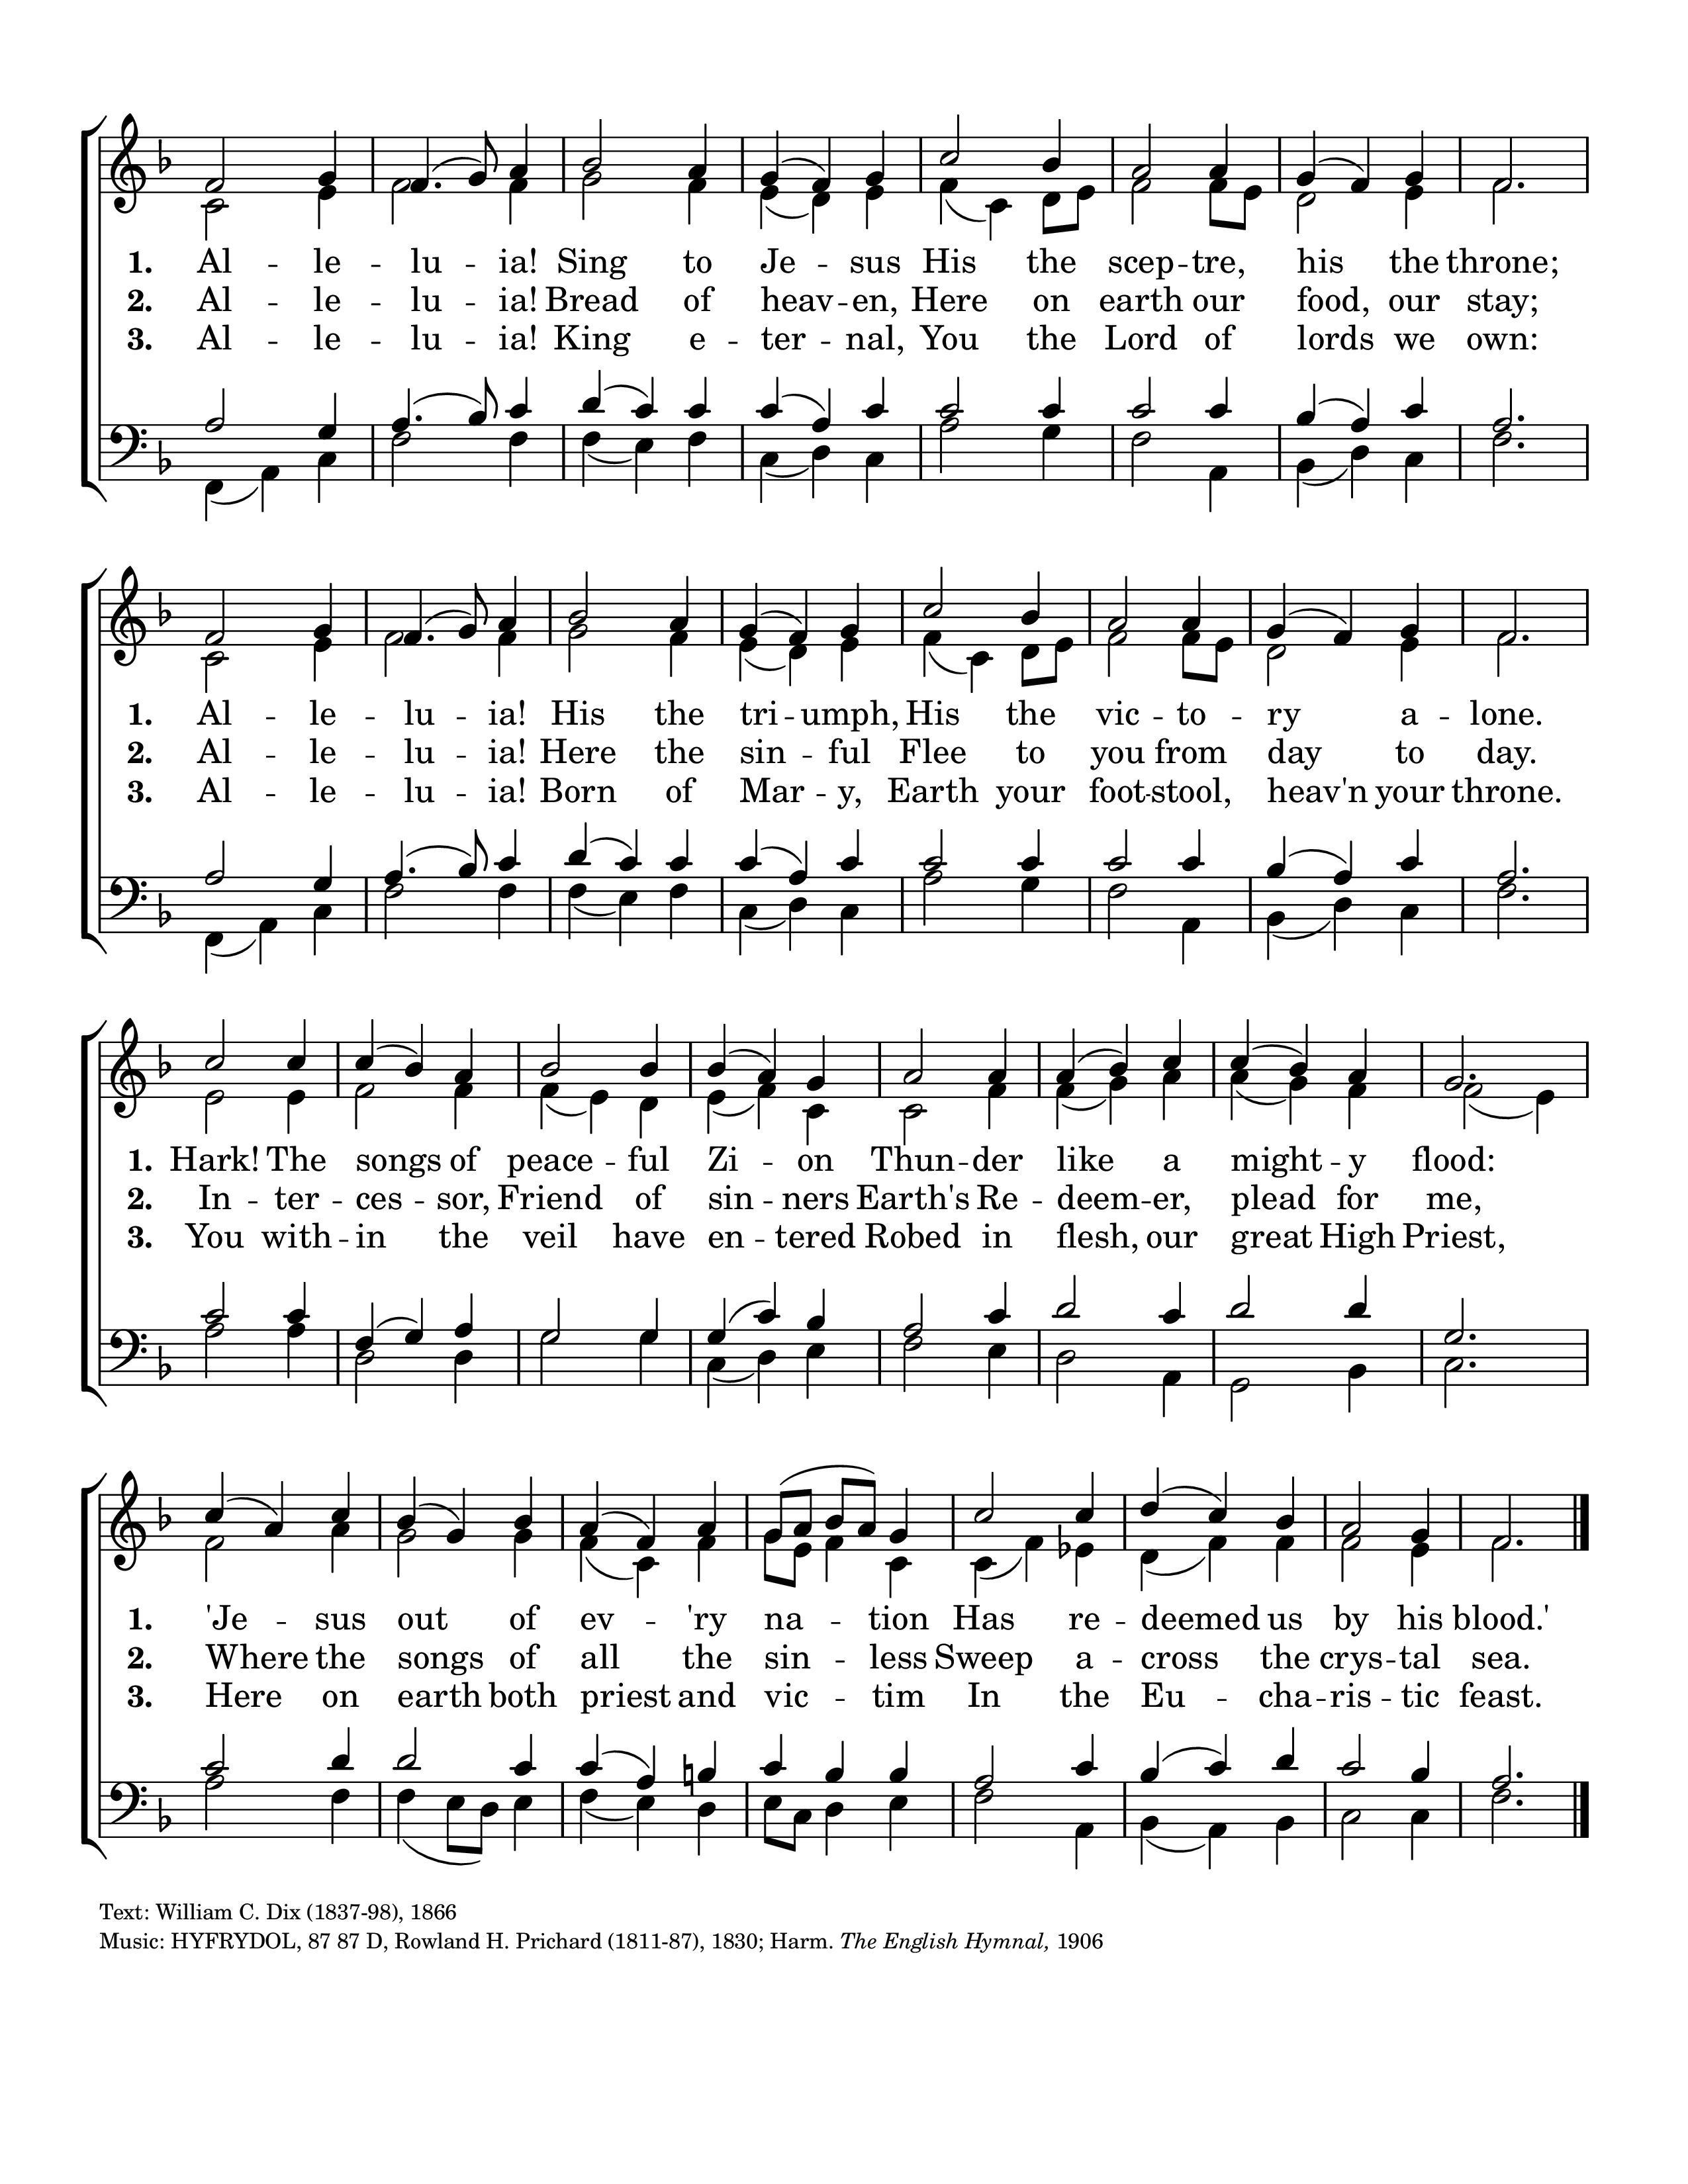 1. Al -- le -- lu -- ia! Sing to Je -- sus His the scep -- tre, his the throne;
2. Al -- le -- lu -- ia! Bread of heav -- en, Here on earth our food, our stay;
3. Al -- le -- lu -- ia! King e -- ter -- nal, You the Lord of lords we own:
1. Al -- le -- lu -- ia! His the tri -- umph, His the vic -- to -- ry a -- lone.
2. Al -- le -- lu -- ia! Here the sin -- ful Flee to you from day to day.
3. Al -- le -- lu -- ia! Born of Mar -- y, Earth your foot -- stool, heav'n your throne.
1. Hark! The songs of peace -- ful Zi -- on Thun -- der like a might -- y flood:
2. In -- ter -- ces -- sor, Friend of sin -- ners Earth's Re -- deem -- er, plead for me,
3. You with -- in the veil have en -- tered Robed in flesh, our great High Priest,
1. 'Je -- sus out of ev -- 'ry na -- tion Has re -- deemed us by his blood.'
2. Where the songs of all the sin -- less Sweep a -- cross the crys -- tal sea.
3. Here on earth both priest and vic -- tim In the Eu -- cha -- ris -- tic feast.
Text: William C. Dix (1837-98), 1866
Music: HYFRYDOL, 87 87 D, Rowland H. Prichard (1811-87), 1830; Harm. The English Hymnal, 1906